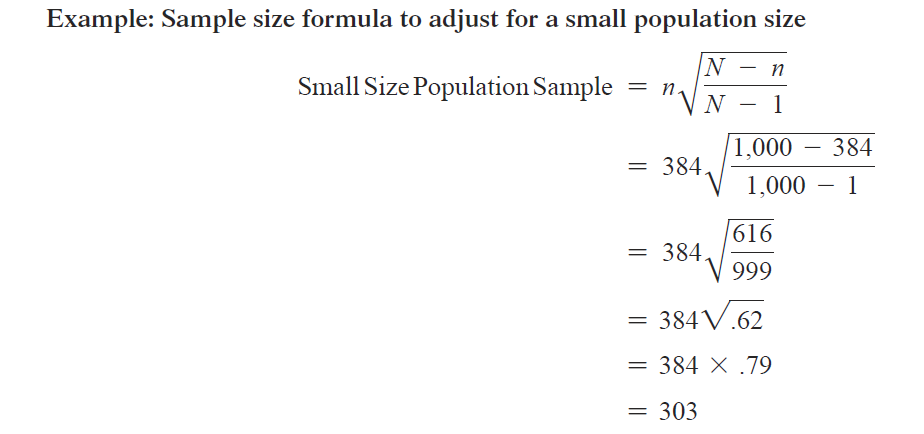 Example: Sample size formula to adjust for a small population size
Small Size Population Sample = n√((N − n)/(N − 1))
= 384√((1,000 − 384)/(1,000 − 1))
= 384√(616/999)
= 384√.62
= 384 × .79
= 303